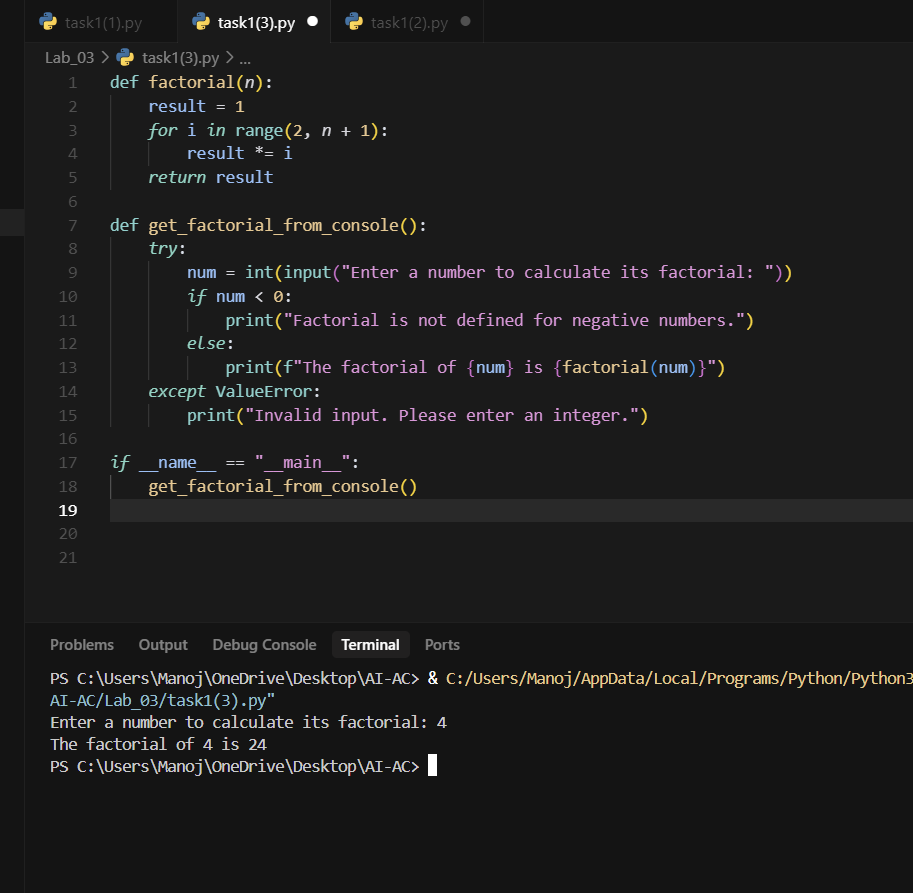 task1(1).py task1(3).py task1(2).py
Lab_03 > task1(3).py > ...
1 def factorial(n):
2     result = 1
3     for i in range(2, n + 1):
4         result *= i
5     return result
6
7 def get_factorial_from_console():
8     try:
9         num = int(input("Enter a number to calculate its factorial: "))
10         if num < 0:
11             print("Factorial is not defined for negative numbers.")
12         else:
13             print(f"The factorial of {num} is {factorial(num)}")
14     except ValueError:
15         print("Invalid input. Please enter an integer.")
16
17 if __name__ == "__main__":
18     get_factorial_from_console()
19
20
21
Problems Output Debug Console Terminal Ports
PS C:\Users\Manoj\OneDrive\Desktop\AI-AC> & C:/Users/Manoj/AppData/Local/Programs/Python/Python3
AI-AC/Lab_03/task1(3).py"
Enter a number to calculate its factorial: 4
The factorial of 4 is 24
PS C:\Users\Manoj\OneDrive\Desktop\AI-AC>